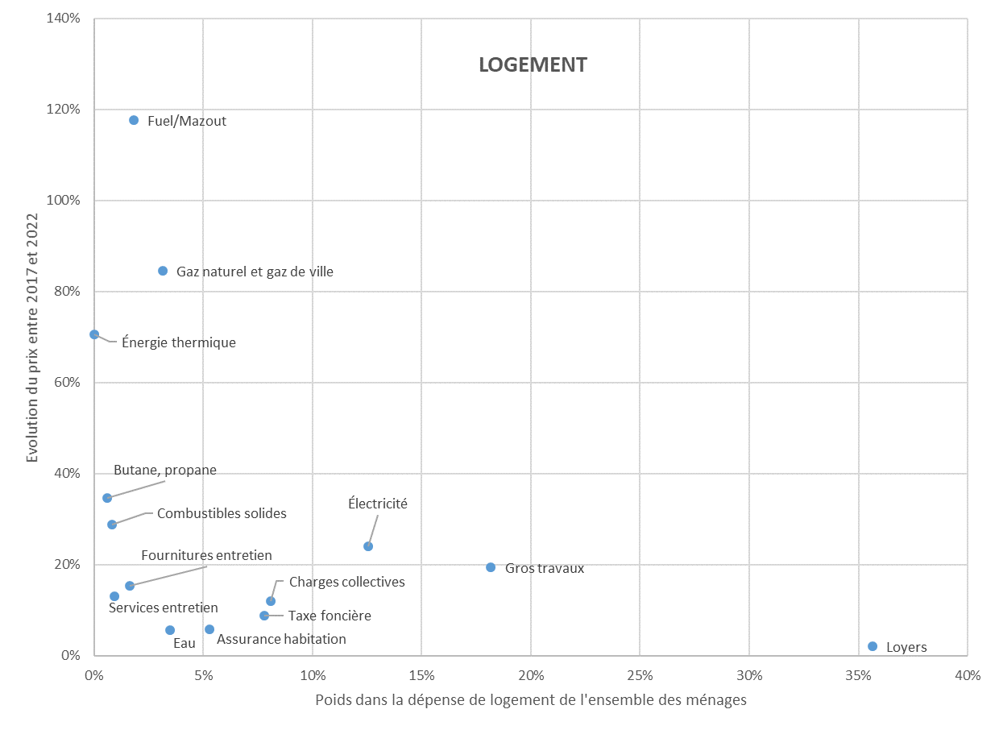 LOGEMENT
Evolution du prix entre 2017 et 2022
140%
120%
100%
80%
60%
40%
20%
0%
Fuel/Mazout
Gaz naturel et gaz de ville
Énergie thermique
Butane, propane
Électricité
Combustibles solides
Fournitures entretien
Gros travaux
Charges collectives
Services entretien
Taxe foncière
Assurance habitation
Eau
Loyers
0%
5%
10%
15%
20%
25%
30%
35%
40%
Poids dans la dépense de logement de l'ensemble des ménages